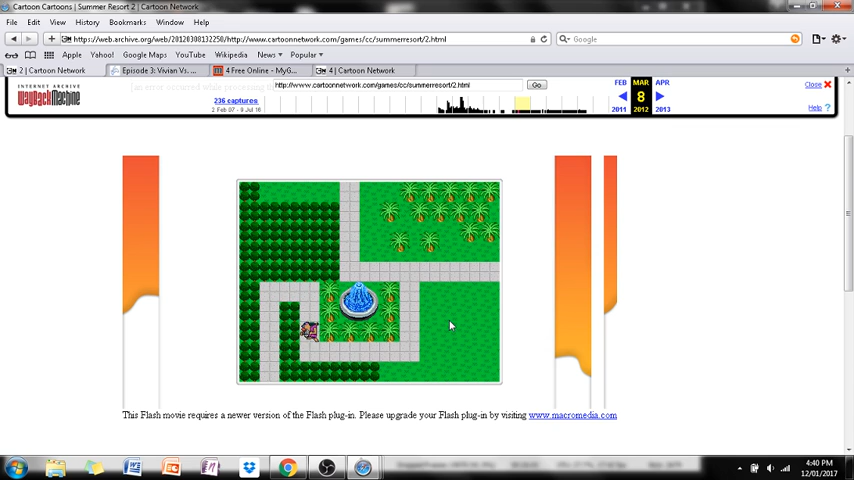 Cartoon Cartoons | Summer Resort 2 | Cartoon Network
File Edit View History Bookmarks Window Help
https://web.archive.org/web/20120308132250/http://www.cartoonnetwork.com/games/cc/summerresort/2.html
Google
Apple Yahoo! Google Maps YouTube Wikipedia News Popular
2 | Cartoon Network
Episode 3: Vivian Vs. ...
4 Free Online - MyG...
4 | Cartoon Network
INTERNET ARCHIVE
WayBackMachine
http://www.cartoonnetwork.com/games/cc/summerresort/2.html
Go
FEB MAR APR
Close
236 captures
8
2 Feb 07 - 9 Jul 16
2011 2012 2013
Help
This Flash movie requires a newer version of the Flash plug-in. Please upgrade your Flash plug-in by visiting www.macromedia.com
4:40 PM
12/01/2017